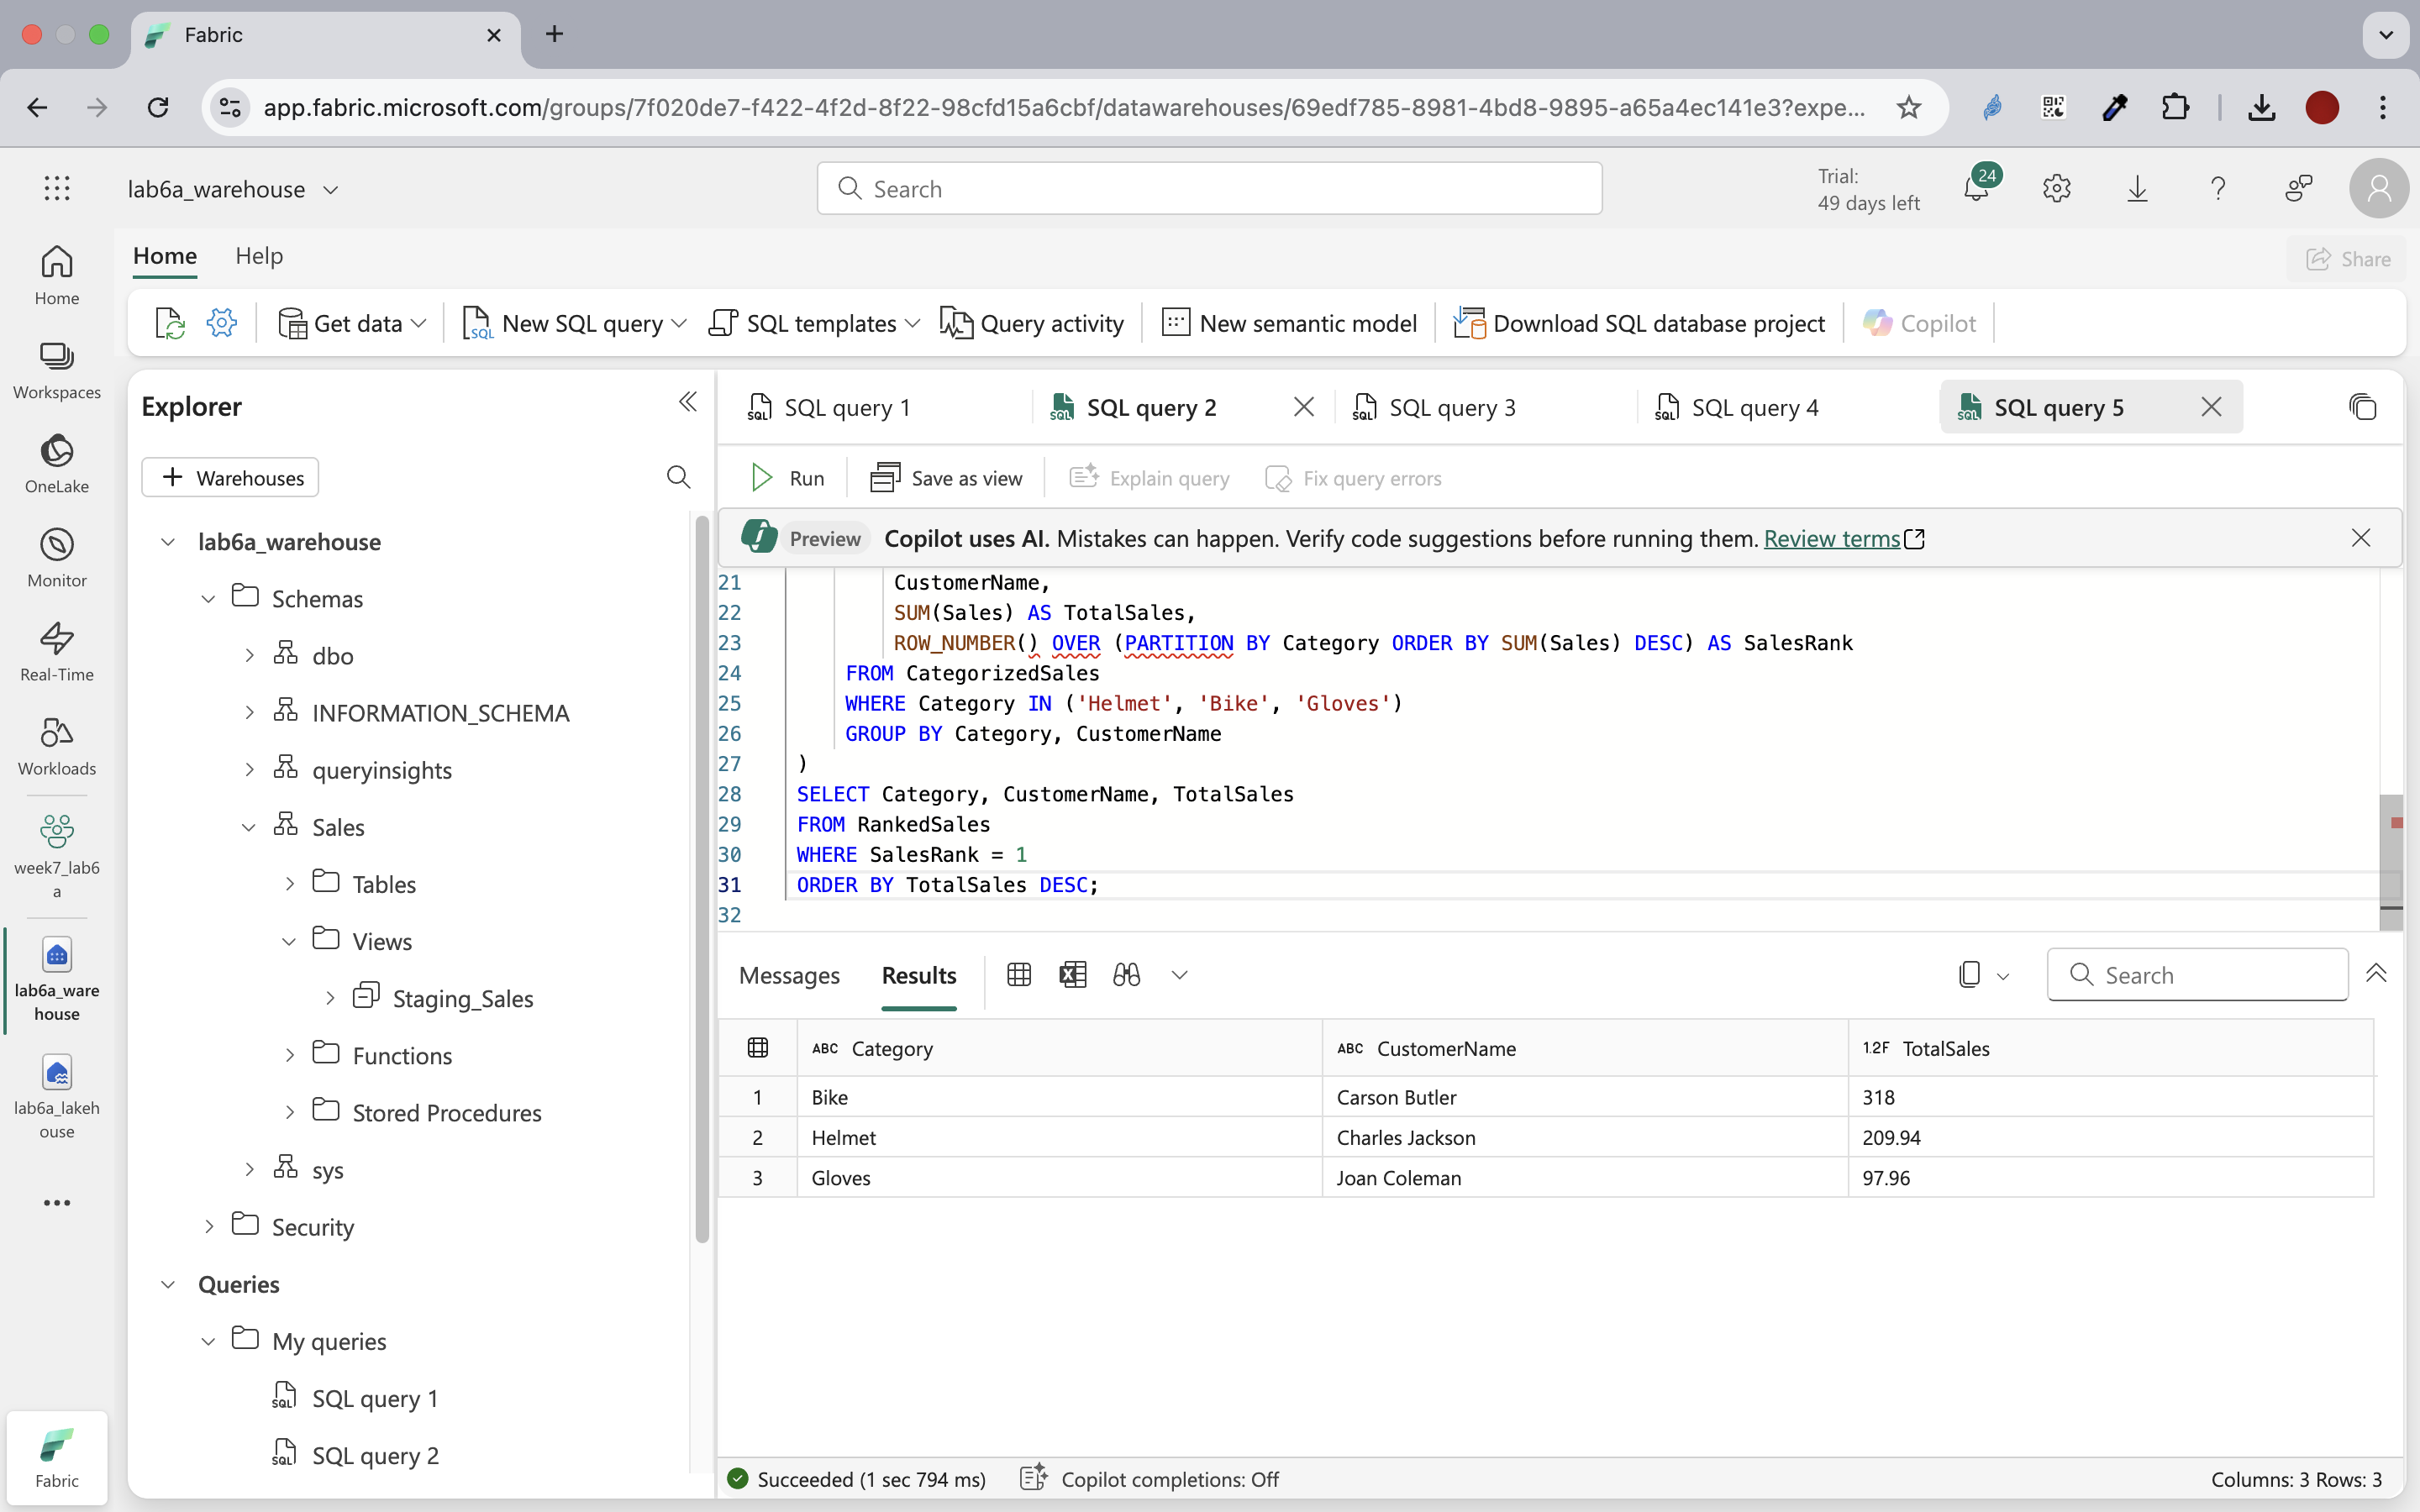 Fabric
app.fabric.microsoft.com/groups/7f020de7-f422-4f2d-8f22-98cfd15a6cbf/datawarehouses/69edf785-8981-4bd8-9895-a65a4ec141e3?expe...
lab6a_warehouse
Search
Trial:
49 days left
24
Home
Help
Share
Get data
New SQL query
SQL templates
Query activity
New semantic model
Download SQL database project
Copilot
Home
Workspaces
OneLake
Monitor
Real-Time
Workloads
week7_lab6
a
lab6a_ware
house
lab6a_lakeh
ouse
Fabric
Explorer
Warehouses
lab6a_warehouse
Schemas
dbo
INFORMATION_SCHEMA
queryinsights
Sales
Tables
Views
Staging_Sales
Functions
Stored Procedures
sys
Security
Queries
My queries
SQL query 1
SQL query 2
SQL query 1
SQL query 2
SQL query 3
SQL query 4
SQL query 5
Run
Save as view
Explain query
Fix query errors
Preview
Copilot uses AI. Mistakes can happen. Verify code suggestions before running them. Review terms
21 CustomerName,
22 SUM(Sales) AS TotalSales,
23 ROW_NUMBER() OVER (PARTITION BY Category ORDER BY SUM(Sales) DESC) AS SalesRank
24 FROM CategorizedSales
25 WHERE Category IN ('Helmet', 'Bike', 'Gloves')
26 GROUP BY Category, CustomerName
27 )
28 SELECT Category, CustomerName, TotalSales
29 FROM RankedSales
30 WHERE SalesRank = 1
31 ORDER BY TotalSales DESC;
32
Messages
Results
Search
ABC Category ABC CustomerName 1.2F TotalSales
1 Bike Carson Butler 318
2 Helmet Charles Jackson 209.94
3 Gloves Joan Coleman 97.96
Succeeded (1 sec 794 ms)
Copilot completions: Off
Columns: 3 Rows: 3